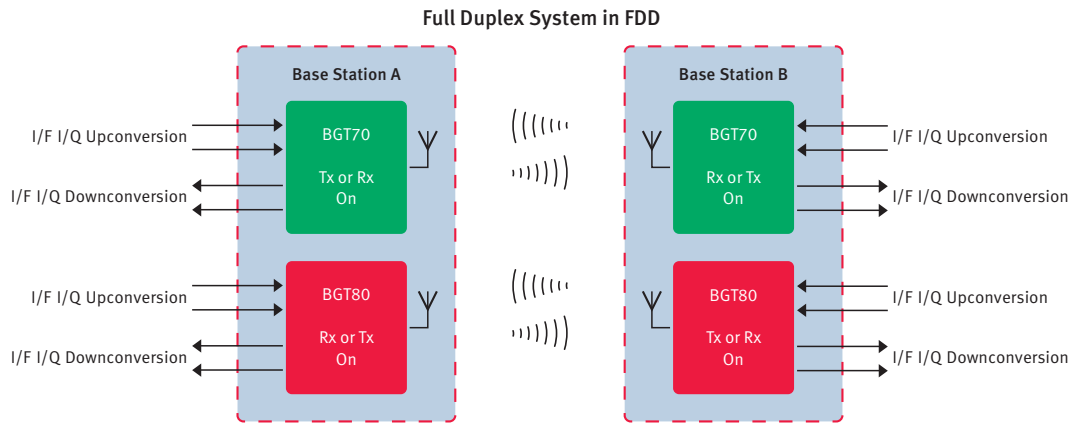 Full Duplex System in FDD
Base Station A
Base Station B
I/F I/Q Upconversion
BGT70
BGT70
I/F I/Q Upconversion
I/F I/Q Downconversion
Tx or Rx
On
Rx or Tx
On
I/F I/Q Downconversion
I/F I/Q Upconversion
BGT80
BGT80
I/F I/Q Upconversion
I/F I/Q Downconversion
Rx or Tx
On
Tx or Rx
On
I/F I/Q Downconversion